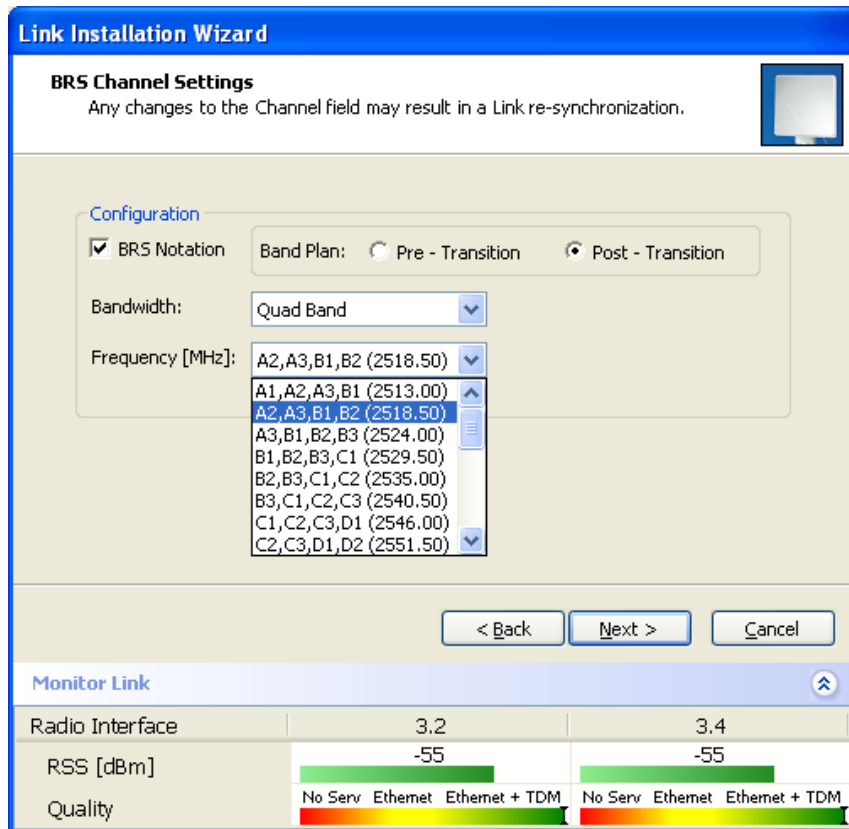 Link Installation Wizard
BRS Channel Settings
Any changes to the Channel field may result in a Link re-synchronization.
Configuration
BRS Notation Band Plan: Pre - Transition Post - Transition
Bandwidth: Quad Band
Frequency [MHz]: A2,A3,B1,B2 (2518.50)
A1,A2,A3,B1 (2513.00)
A2,A3,B1,B2 (2518.50)
A3,B1,B2,B3 (2524.00)
B1,B2,B3,C1 (2529.50)
B2,B3,C1,C2 (2535.00)
B3,C1,C2,C3 (2540.50)
C1,C2,C3,D1 (2546.00)
C2,C3,D1,D2 (2551.50)
< Back Next > Cancel
Monitor Link
Radio Interface 3.2 3.4
RSS [dBm] -55 -55
Quality No Serv Ethernet Ethernet + TDM No Serv Ethernet Ethernet + TDM